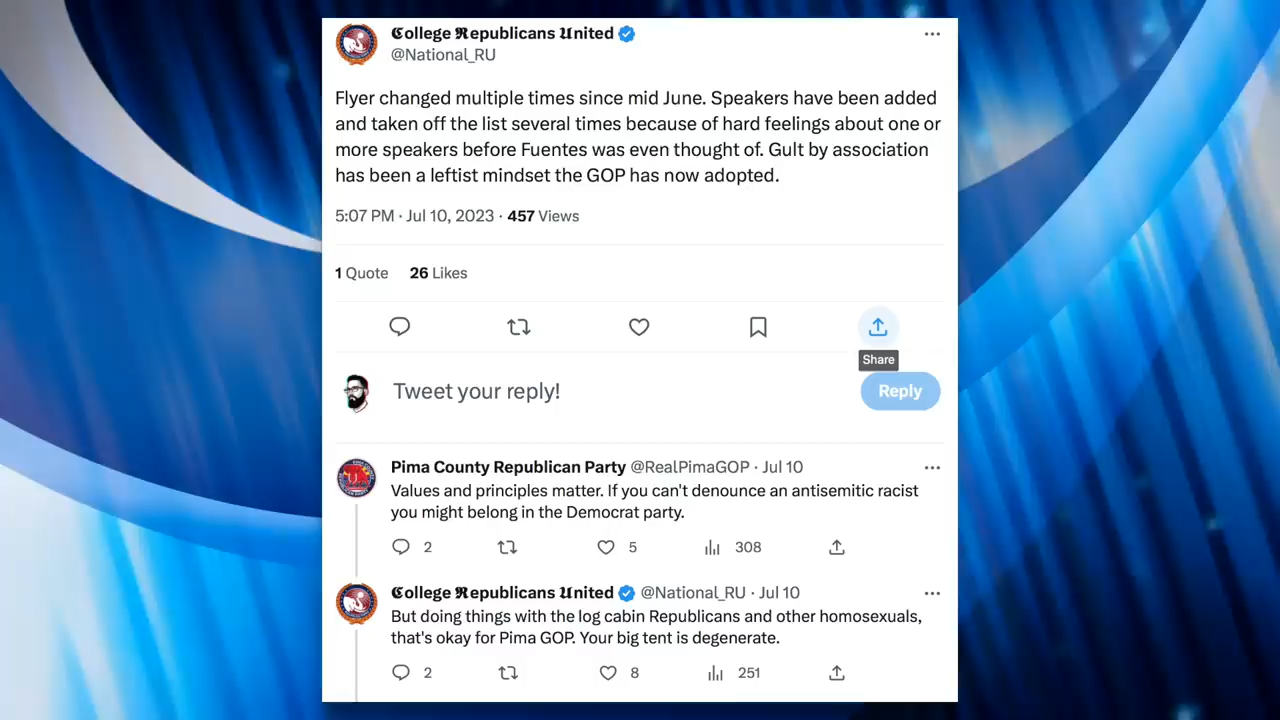 𝕮ollege 𝕽epublicans 𝖀nited
@National_RU
Flyer changed multiple times since mid June. Speakers have been added
and taken off the list several times because of hard feelings about one or
more speakers before Fuentes was even thought of. Gult by association
has been a leftist mindset the GOP has now adopted.
5:07 PM · Jul 10, 2023 · 457 Views
1 Quote 26 Likes
Share
Tweet your reply!
Reply
Pima County Republican Party @RealPimaGOP · Jul 10
Values and principles matter. If you can't denounce an antisemitic racist
you might belong in the Democrat party.
2 5 308
𝕮ollege 𝕽epublicans 𝖀nited @National_RU · Jul 10
But doing things with the log cabin Republicans and other homosexuals,
that's okay for Pima GOP. Your big tent is degenerate.
2 8 251